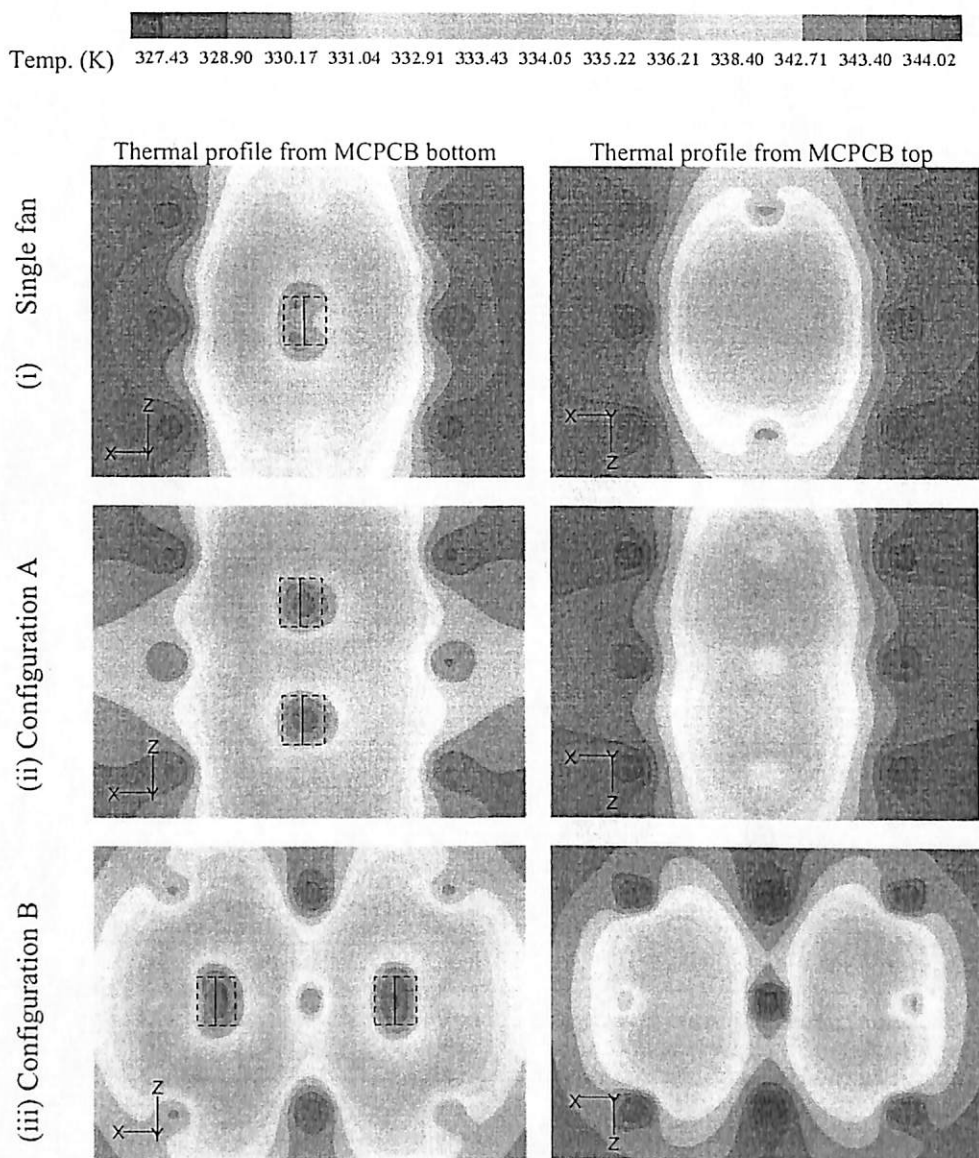 Temp. (K) 327.43 328.90 330.17 331.04 332.91 333.43 334.05 335.22 336.21 338.40 342.71 343.40 344.02
Thermal profile from MCPCB bottom
Thermal profile from MCPCB top
(i) Single fan
Z
X
X Y
Z
(ii) Configuration A
Z
X
X Y
Z
(iii) Configuration B
Z
X
X Y
Z